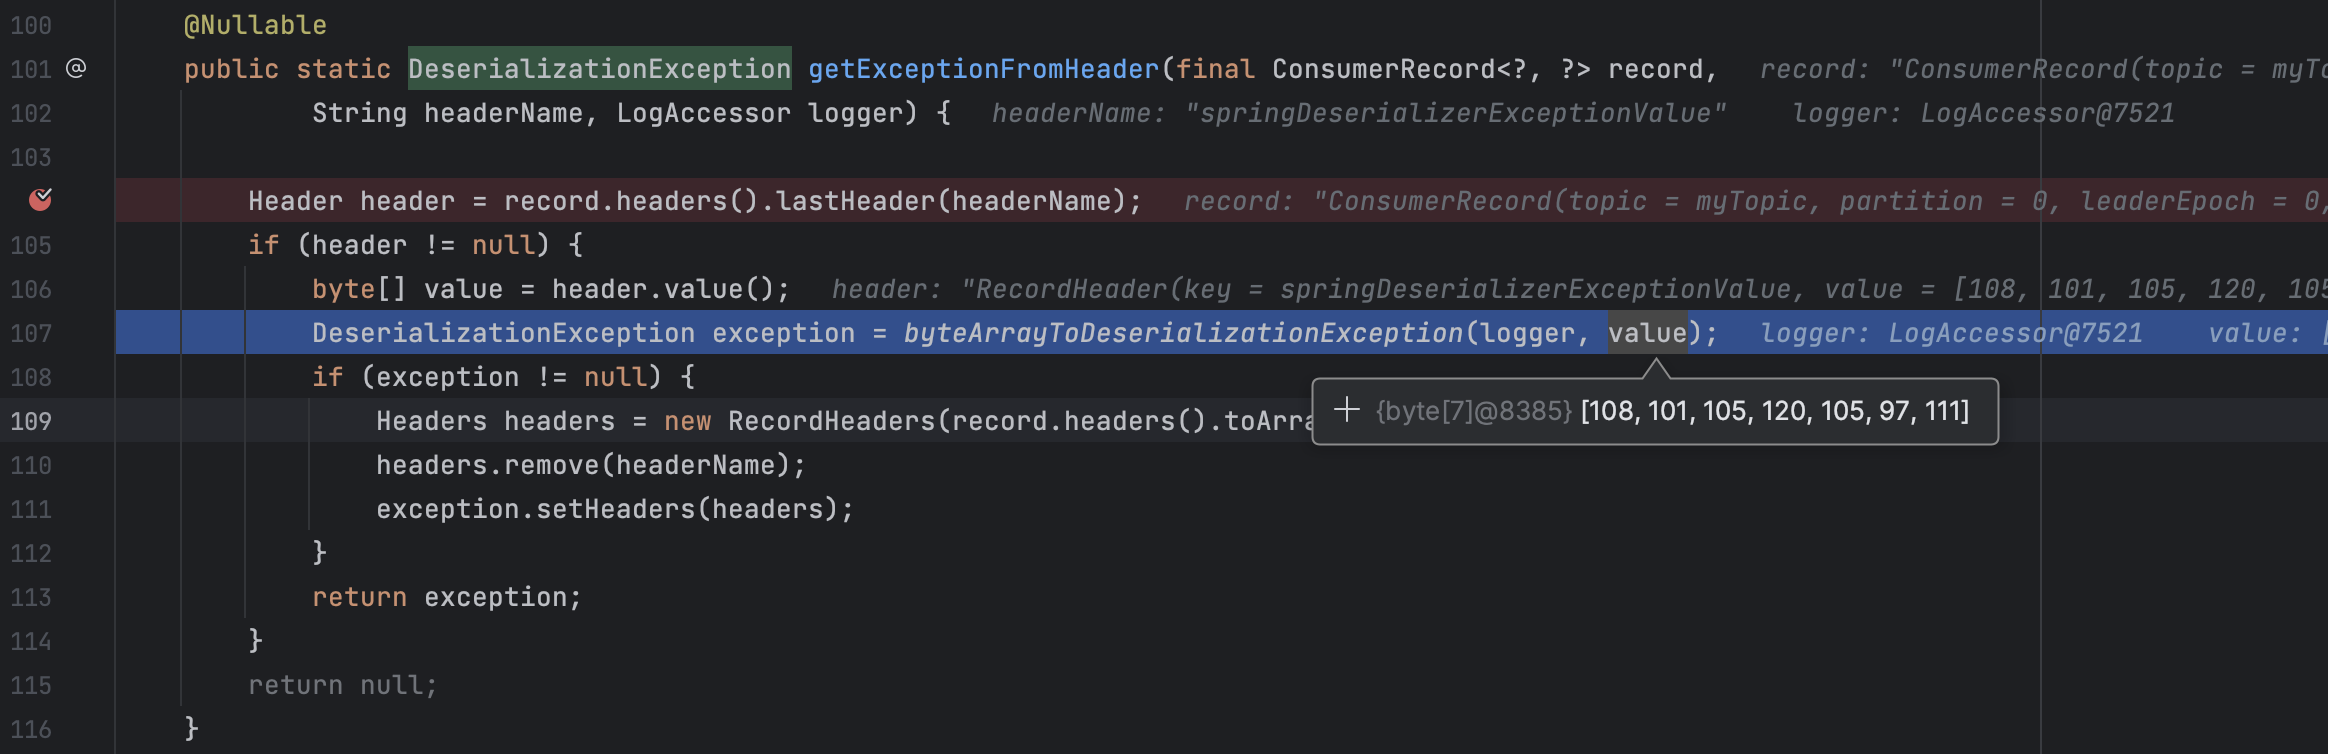 100 @Nullable
101 @ public static DeserializationException getExceptionFromHeader(final ConsumerRecord<?, ?> record, record: "ConsumerRecord(topic = myTo
102 String headerName, LogAccessor logger) { headerName: "springDeserializerExceptionValue" logger: LogAccessor@7521
103
Header header = record.headers().lastHeader(headerName); record: "ConsumerRecord(topic = myTopic, partition = 0, leaderEpoch = 0,
105 if (header != null) {
106 byte[] value = header.value(); header: "RecordHeader(key = springDeserializerExceptionValue, value = [108, 101, 105, 120, 105
107 DeserializationException exception = byteArrayToDeserializationException(logger, value); logger: LogAccessor@7521 value: [
108 if (exception != null) {
109 Headers headers = new RecordHeaders(record.headers().toArra
{byte[7]@8385} [108, 101, 105, 120, 105, 97, 111]
110 headers.remove(headerName);
111 exception.setHeaders(headers);
112 }
113 return exception;
114 }
115 return null;
116 }